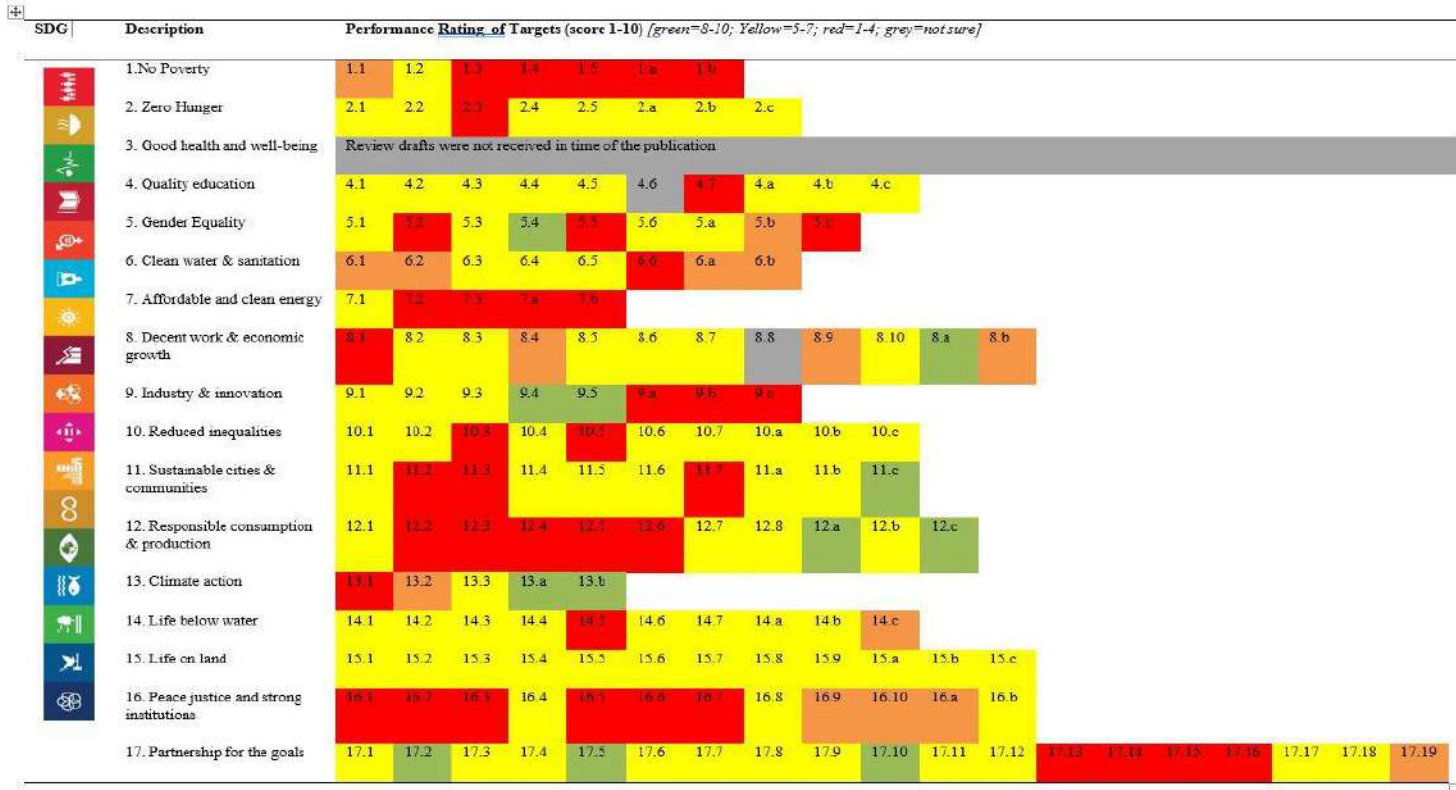 SDG Description Performance Rating of Targets (score 1-10) [green=8-10; Yellow=5-7; red=1-4; grey=not sure]
1.No Poverty 1.1 1.2 1.3 1.4 1.5 1.a 1.b
2. Zero Hunger 2.1 2.2 2.3 2.4 2.5 2.a 2.b 2.c
3. Good health and well-being Review drafts were not received in time of the publication
4. Quality education 4.1 4.2 4.3 4.4 4.5 4.6 4.7 4.a 4.b 4.c
5. Gender Equality 5.1 5.2 5.3 5.4 5.5 5.6 5.a 5.b 5.c
6. Clean water & sanitation 6.1 6.2 6.3 6.4 6.5 6.6 6.a 6.b
7. Affordable and clean energy 7.1 7.2 7.3 7.a 7.b
8. Decent work & economic 8.1 8.2 8.3 8.4 8.5 8.6 8.7 8.8 8.9 8.10 8.a 8.b
growth
9. Industry & innovation 9.1 9.2 9.3 9.4 9.5 9.a 9.b 9.c
10. Reduced inequalities 10.1 10.2 10.3 10.4 10.5 10.6 10.7 10.a 10.b 10.c
11. Sustainable cities & 11.1 11.2 11.3 11.4 11.5 11.6 11.7 11.a 11.b 11.c
communities
12. Responsible consumption 12.1 12.2 12.3 12.4 12.5 12.6 12.7 12.8 12.a 12.b 12.c
& production
13. Climate action 13.1 13.2 13.3 13.a 13.b
14. Life below water 14.1 14.2 14.3 14.4 14.5 14.6 14.7 14.a 14.b 14.c
15. Life on land 15.1 15.2 15.3 15.4 15.5 15.6 15.7 15.8 15.9 15.a 15.b 15.c
16. Peace justice and strong 16.1 16.2 16.3 16.4 16.5 16.6 16.7 16.8 16.9 16.10 16.a 16.b
institutions
17. Partnership for the goals 17.1 17.2 17.3 17.4 17.5 17.6 17.7 17.8 17.9 17.10 17.11 17.12 17.13 17.14 17.15 17.16 17.17 17.18 17.19